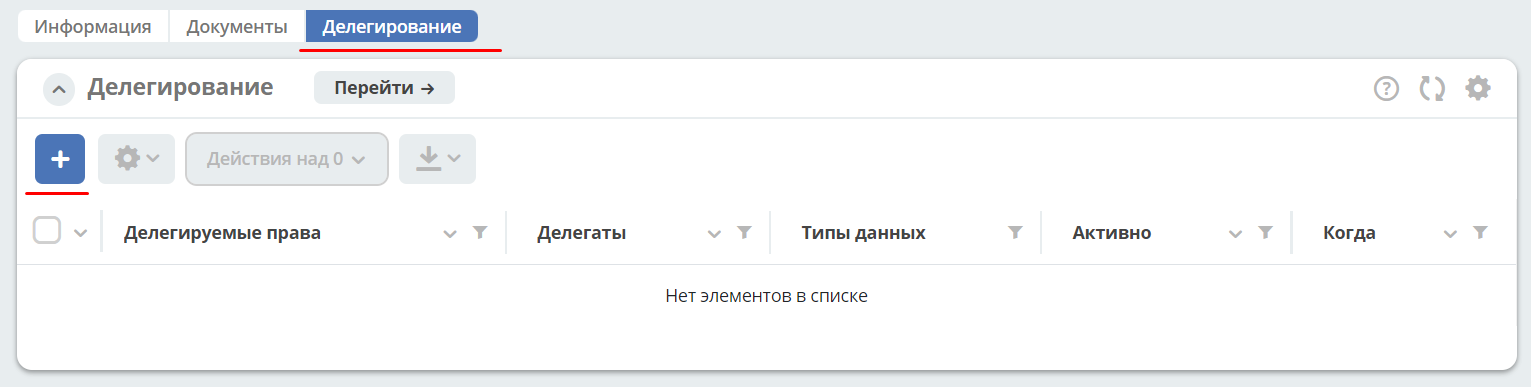 Информация Документы Делегирование
Делегирование Перейти →
Действия над 0
Делегируемые права Делегаты Типы данных Активно Когда
Нет элементов в списке